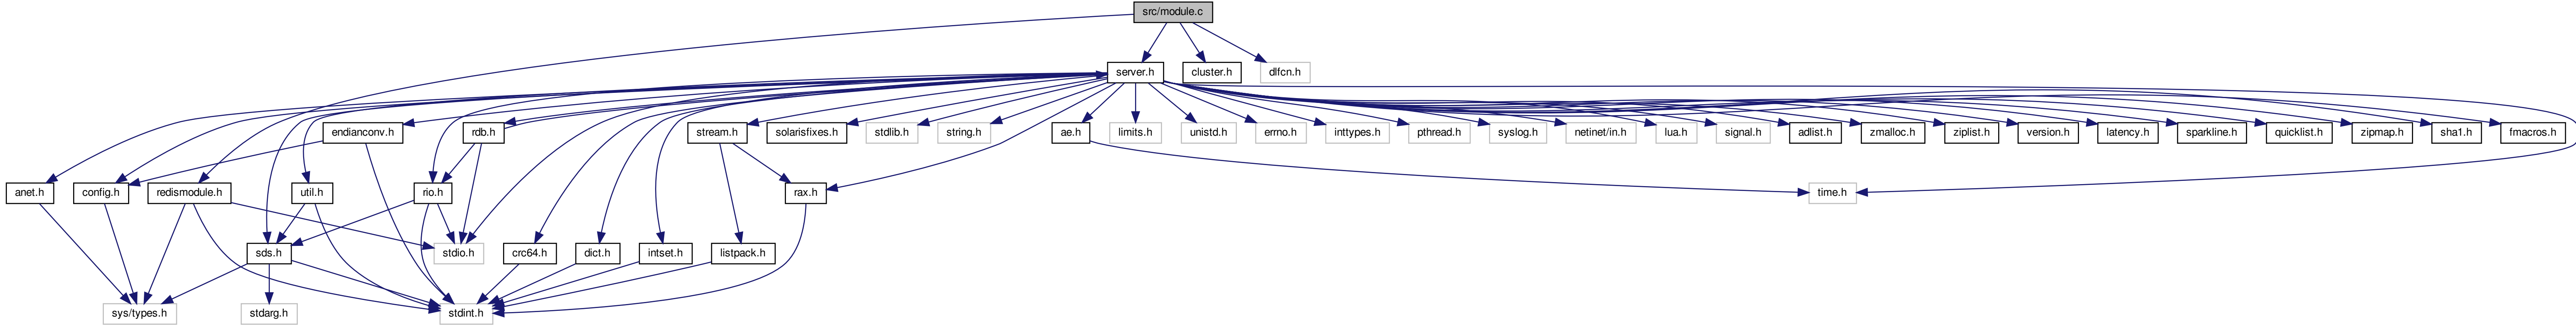 src/module.c
server.h
cluster.h
dlfcn.h
endianconv.h
rdb.h
stream.h
solarisfixes.h
stdlib.h
string.h
ae.h
limits.h
unistd.h
errno.h
inttypes.h
pthread.h
syslog.h
netinet/in.h
lua.h
signal.h
adlist.h
zmalloc.h
ziplist.h
version.h
latency.h
sparkline.h
quicklist.h
zipmap.h
sha1.h
fmacros.h
anet.h
config.h
redismodule.h
util.h
rio.h
rax.h
time.h
sds.h
stdio.h
crc64.h
dict.h
intset.h
listpack.h
sys/types.h
stdarg.h
stdint.h